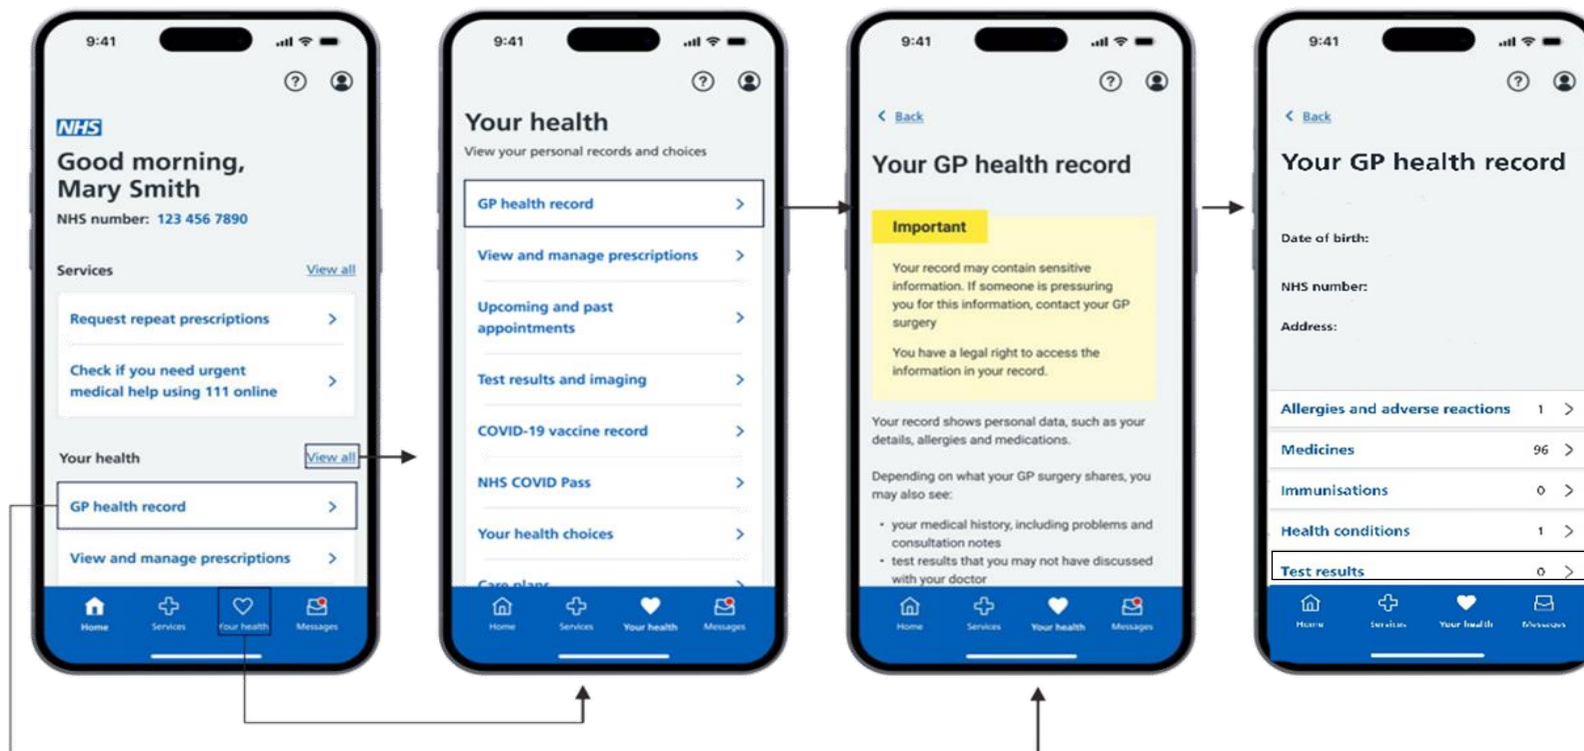 9:41
NHS
Good morning,
Mary Smith
NHS number: 123 456 7890
Services View all
Request repeat prescriptions
Check if you need urgent
medical help using 111 online
Your health View all
GP health record
View and manage prescriptions
Home Services Your health Messages
9:41
Your health
View your personal records and choices
GP health record
View and manage prescriptions
Upcoming and past
appointments
Test results and imaging
COVID-19 vaccine record
NHS COVID Pass
Your health choices
Care plans
Home Services Your health Messages
9:41
Back
Your GP health record
Important
Your record may contain sensitive
information. If someone is pressuring
you for this information, contact your GP
surgery
You have a legal right to access the
information in your record.
Your record shows personal data, such as your
details, allergies and medications.
Depending on what your GP surgery shares, you
may also see:
• your medical history, including problems and
consultation notes
• test results that you may not have discussed
with your doctor
Home Services Your health Messages
9:41
Back
Your GP health record
Date of birth:
NHS number:
Address:
Allergies and adverse reactions 1
Medicines 96
Immunisations 0
Health conditions 1
Test results 0
Home Services Your health Messages